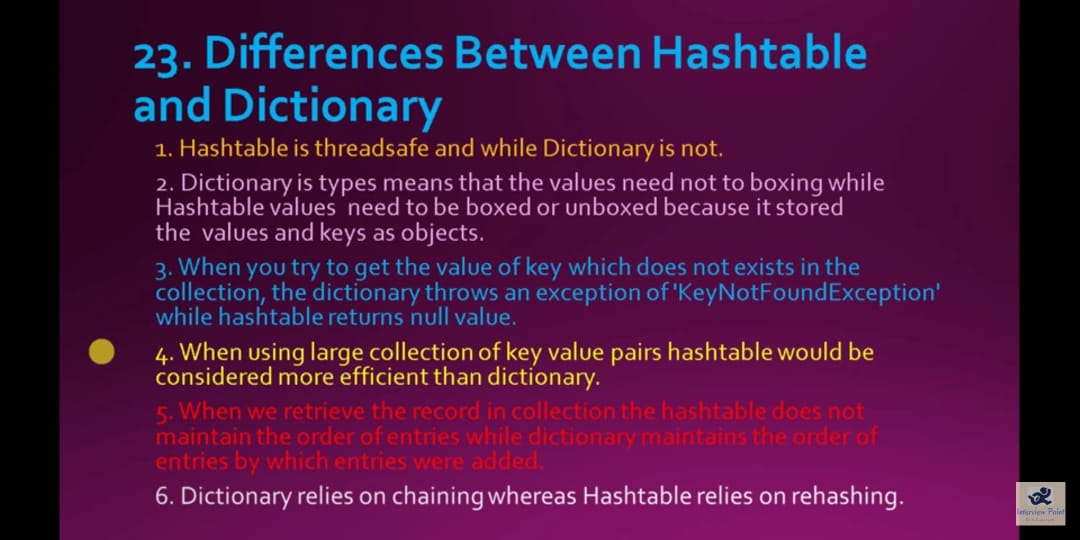 23. Differences Between Hashtable
and Dictionary
1. Hashtable is threadsafe and while Dictionary is not.
2. Dictionary is types means that the values need not to boxing while
Hashtable values need to be boxed or unboxed because it stored
the values and keys as objects.
3. When you try to get the value of key which does not exists in the
collection, the dictionary throws an exception of 'KeyNotFoundException'
while hashtable returns null value.
4. When using large collection of key value pairs hashtable would be
considered more efficient than dictionary.
5. When we retrieve the record in collection the hashtable does not
maintain the order of entries while dictionary maintains the order of
entries by which entries were added.
6. Dictionary relies on chaining whereas Hashtable relies on rehashing.
Interview Point